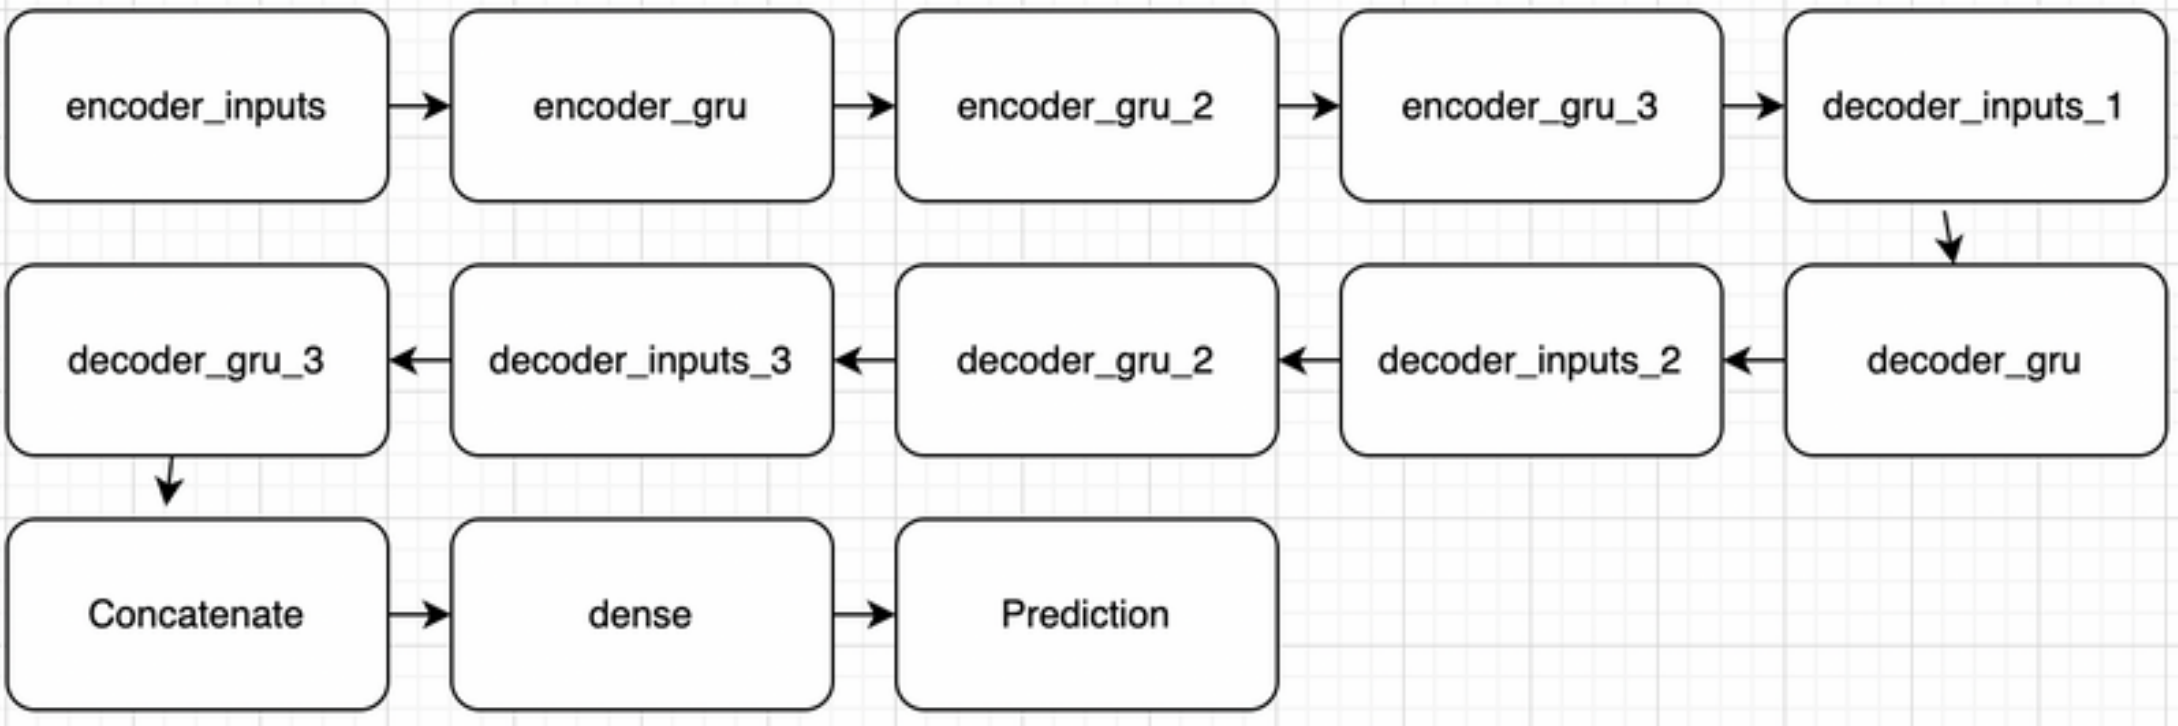 encoder_inputs
encoder_gru
encoder_gru_2
encoder_gru_3
decoder_inputs_1
decoder_gru
decoder_inputs_2
decoder_gru_2
decoder_inputs_3
decoder_gru_3
Concatenate
dense
Prediction